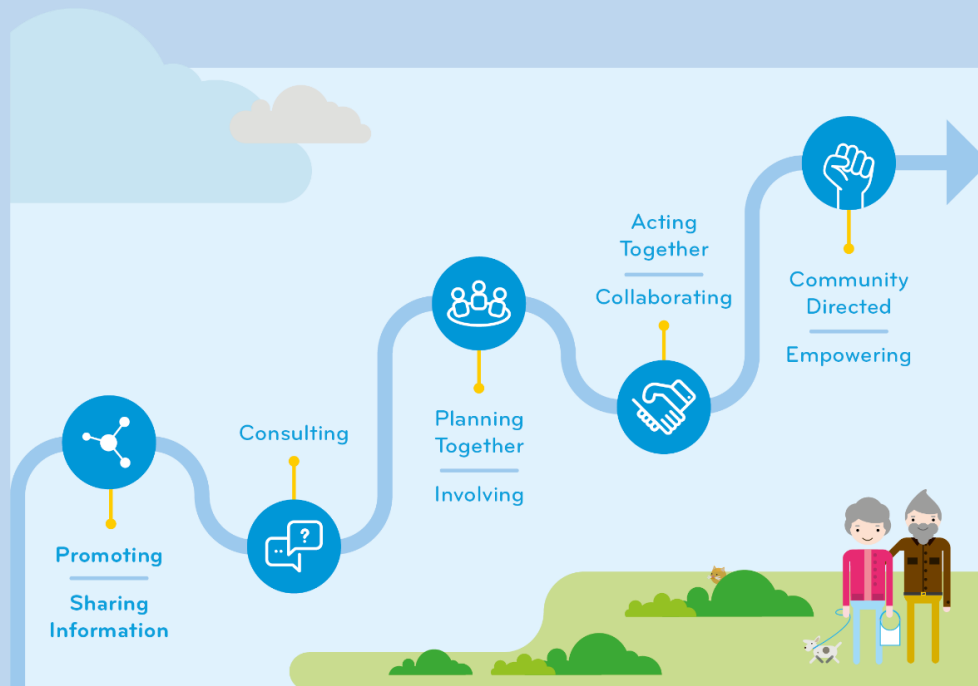 Promoting
Sharing
Information
Consulting
Planning
Together
Involving
Acting
Together
Collaborating
Community
Directed
Empowering
?